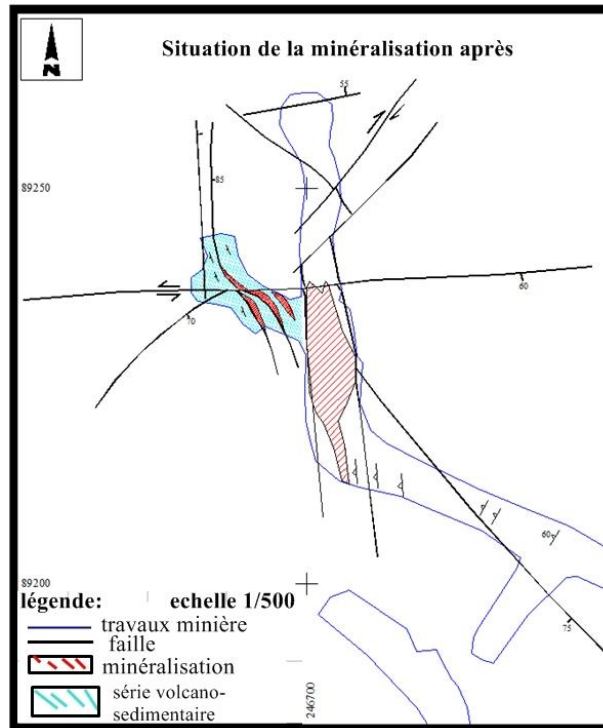 N
Situation de la minéralisation après
55
89250
85
60
70
60
89200
75
légende: echelle 1/500
travaux minière
faille
minéralisation
série volcano-
sedimentaire
246700